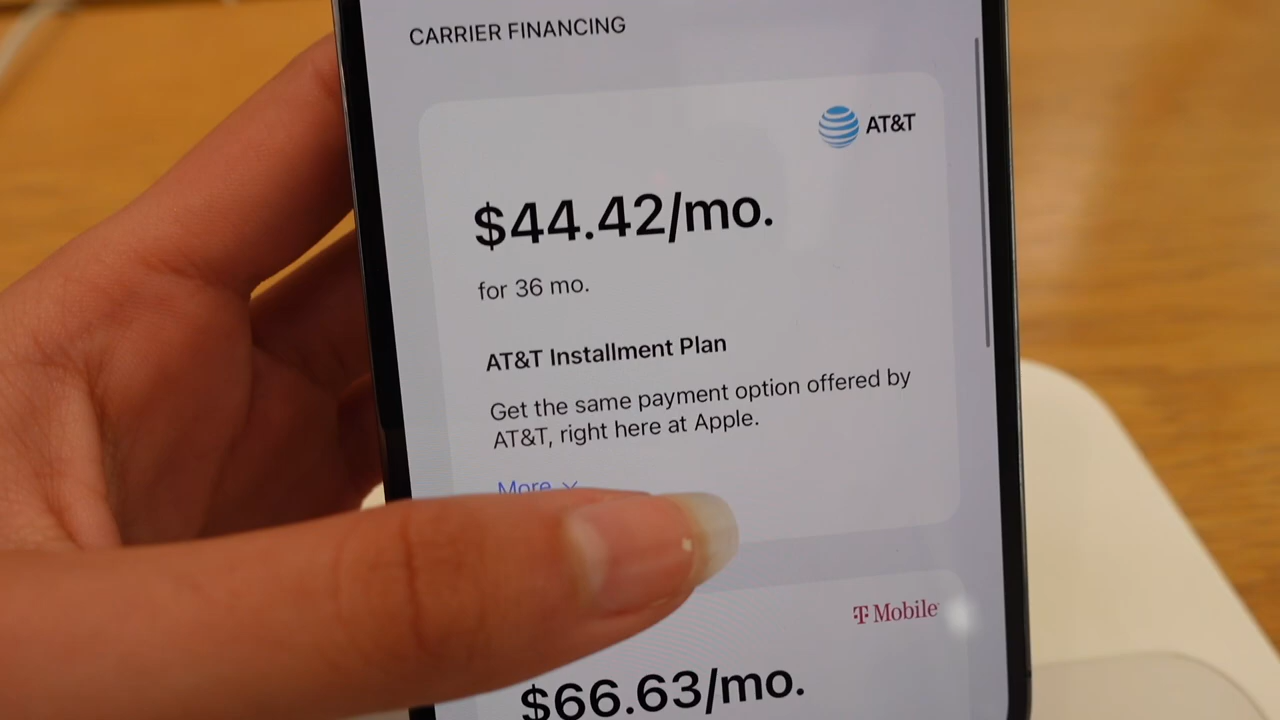 CARRIER FINANCING
AT&T
$44.42/mo.
for 36 mo.
AT&T Installment Plan
Get the same payment option offered by
AT&T, right here at Apple.
More
T Mobile
$66.63/mo.